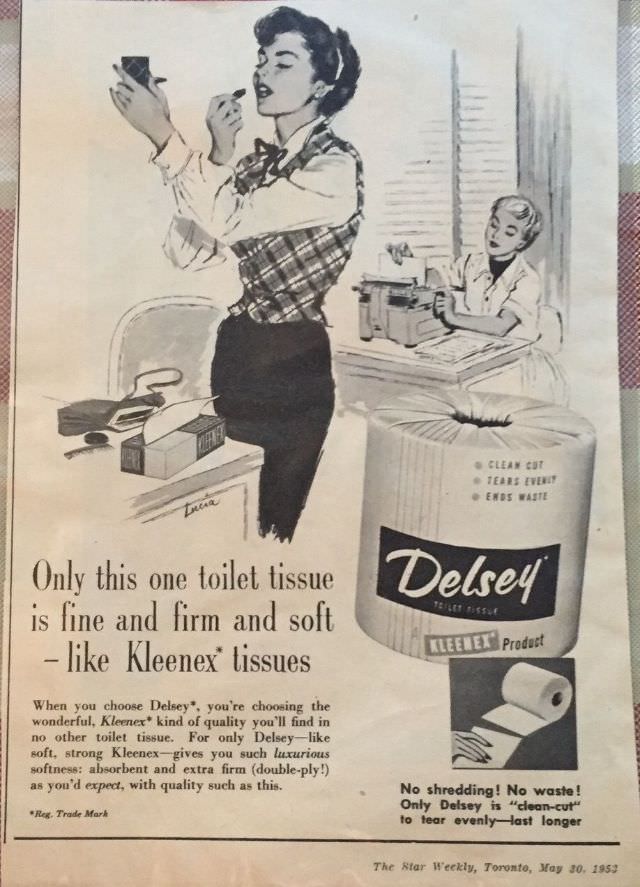 KLEENEX
Lucia
CLEAN CUT
TEARS EVENLY
ENDS WASTE
Delsey*
TOILET TISSUE
KLEENEX* Product
Only this one toilet tissue
is fine and firm and soft
– like Kleenex* tissues
When you choose Delsey*, you're choosing the
wonderful, Kleenex* kind of quality you'll find in
no other toilet tissue. For only Delsey—like
soft, strong Kleenex—gives you such luxurious
softness: absorbent and extra firm (double-ply!)
as you'd expect, with quality such as this.
*Reg. Trade Mark
No shredding! No waste!
Only Delsey is "clean-cut"
to tear evenly—last longer
The Star Weekly, Toronto, May 30, 1953